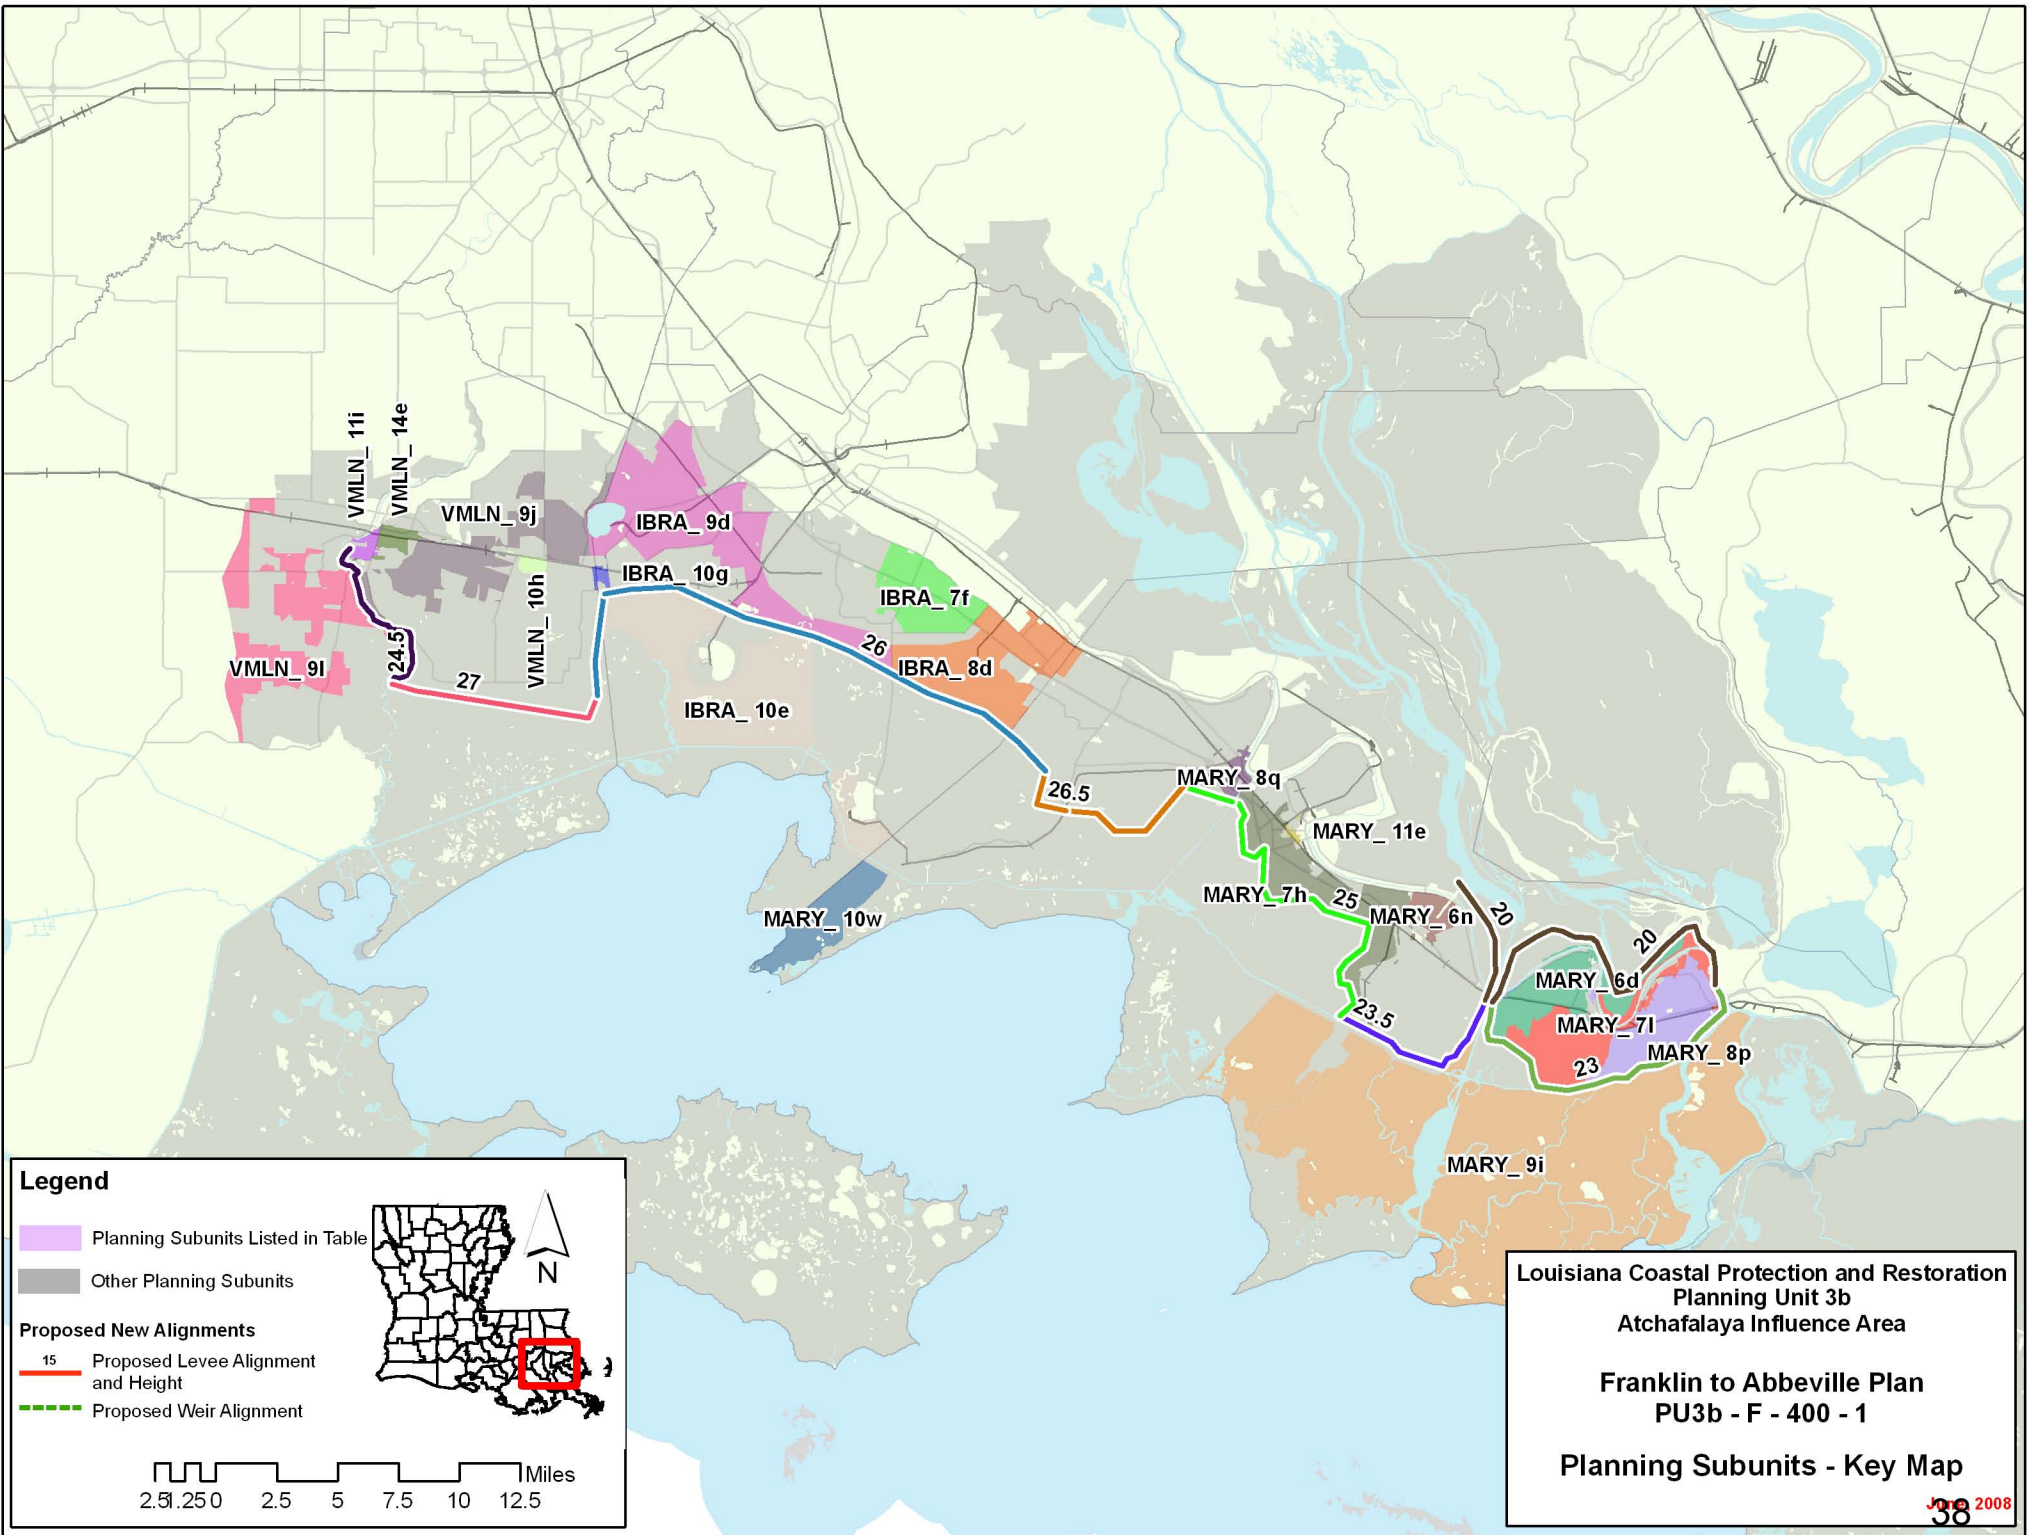 VMLN_ 11i
VMLN_ 14e
VMLN_ 9j
IBRA_ 9d
VMLN_ 10h
IBRA_ 10g
IBRA_ 7f
24.5
VMLN_ 9l
27
26
IBRA_ 8d
IBRA_ 10e
26.5
MARY_ 8q
MARY_ 11e
MARY_ 7h
25
MARY_ 6n
20
MARY_ 10w
20
MARY_ 6d
23.5
MARY_ 7l
MARY_ 8p
23
MARY_ 9i
Legend
Planning Subunits Listed in Table
Other Planning Subunits
Proposed New Alignments
15
Proposed Levee Alignment
and Height
Proposed Weir Alignment
N
Miles
2.5 1.25 0 2.5 5 7.5 10 12.5
Louisiana Coastal Protection and Restoration
Planning Unit 3b
Atchafalaya Influence Area
Franklin to Abbeville Plan
PU3b - F - 400 - 1
Planning Subunits - Key Map
June, 2008
38